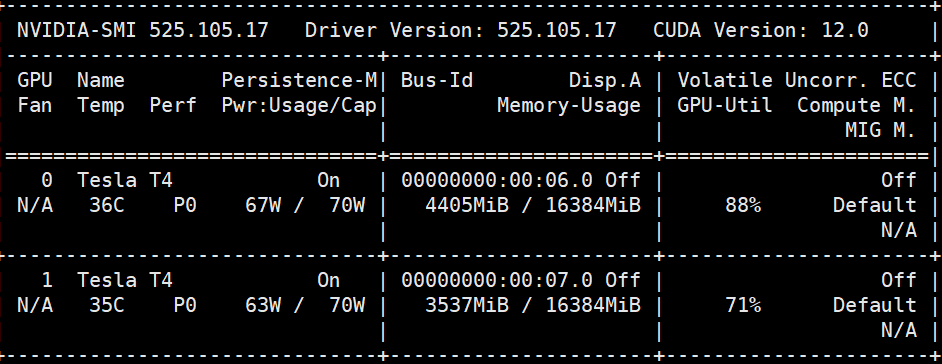 NVIDIA-SMI 525.105.17   Driver Version: 525.105.17   CUDA Version: 12.0     |
GPU  Name        Persistence-M| Bus-Id        Disp.A | Volatile Uncorr. ECC
Fan  Temp  Perf  Pwr:Usage/Cap|         Memory-Usage | GPU-Util  Compute M. |
|                      |               MIG M. |
===============================+======================+======================|
0  Tesla T4            On   | 00000000:00:06.0 Off |                  Off |
N/A   36C    P0    67W /  70W |   4405MiB / 16384MiB |     88%      Default |
|                      |                  N/A |
-------------------------------+----------------------+----------------------+
1  Tesla T4            On   | 00000000:00:07.0 Off |                  Off |
N/A   35C    P0    63W /  70W |   3537MiB / 16384MiB |     71%      Default |
|                      |                  N/A |